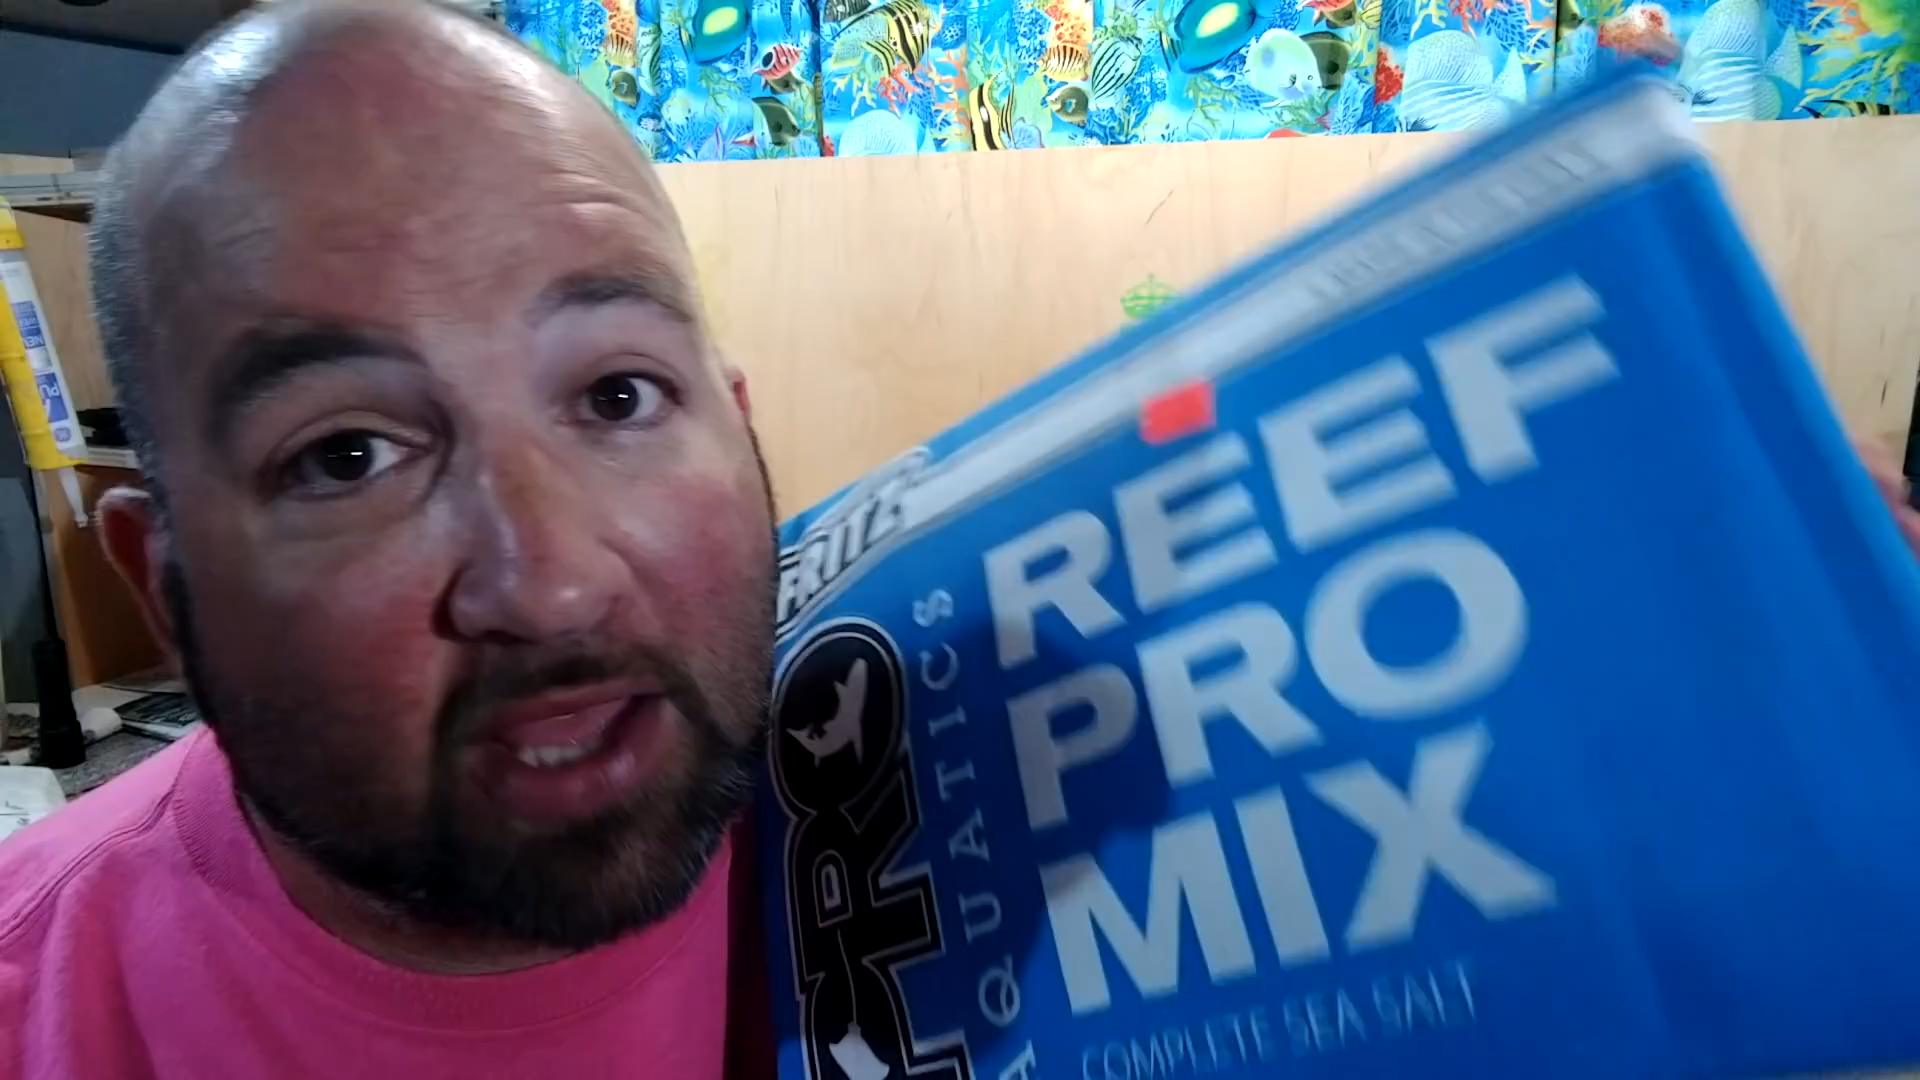 FRITZ
PRO
AQUATICS
REEF
PRO
MIX
COMPLETE SEA SALT